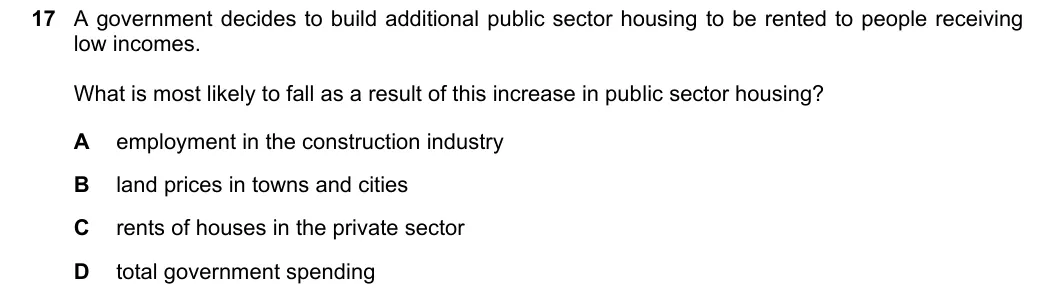 17 A government decides to build additional public sector housing to be rented to people receiving
low incomes.
What is most likely to fall as a result of this increase in public sector housing?
A employment in the construction industry
B land prices in towns and cities
C rents of houses in the private sector
D total government spending